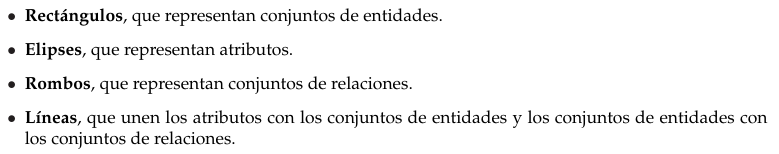 • Rectángulos, que representan conjuntos de entidades.
• Elipses, que representan atributos.
• Rombos, que representan conjuntos de relaciones.
• Líneas, que unen los atributos con los conjuntos de entidades y los conjuntos de entidades con
los conjuntos de relaciones.